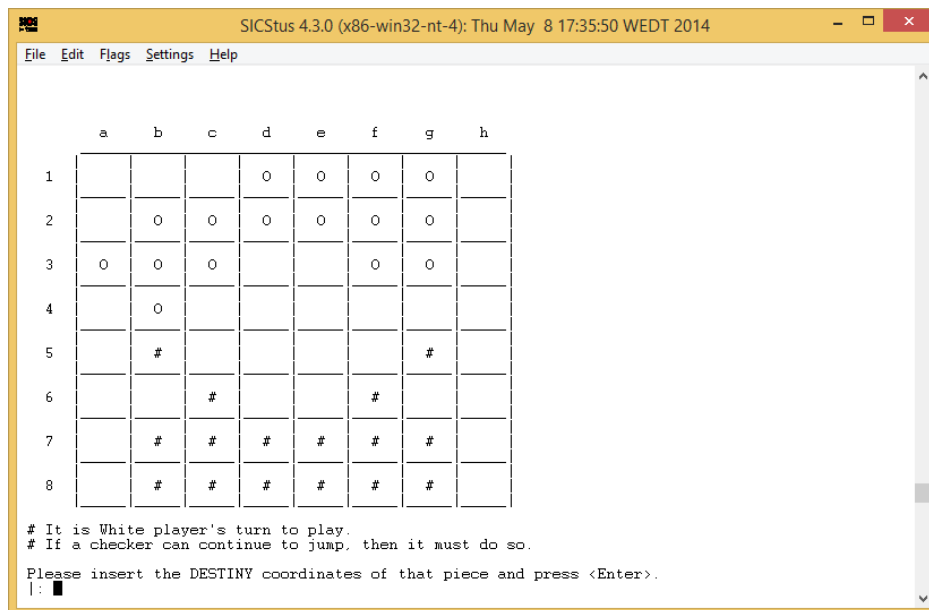 SICStus 4.3.0 (x86-win32-nt-4): Thu May 8 17:35:50 WEDT 2014
File Edit Flags Settings Help
a b c d e f g h
1 O O O O
2 O O O O O O
3 O O O O O
4 O
5 # #
6 # #
7 # # # # # #
8 # # # # # #
# It is White player's turn to play.
# If a checker can continue to jump, then it must do so.
Please insert the DESTINY coordinates of that piece and press <Enter>.
|: